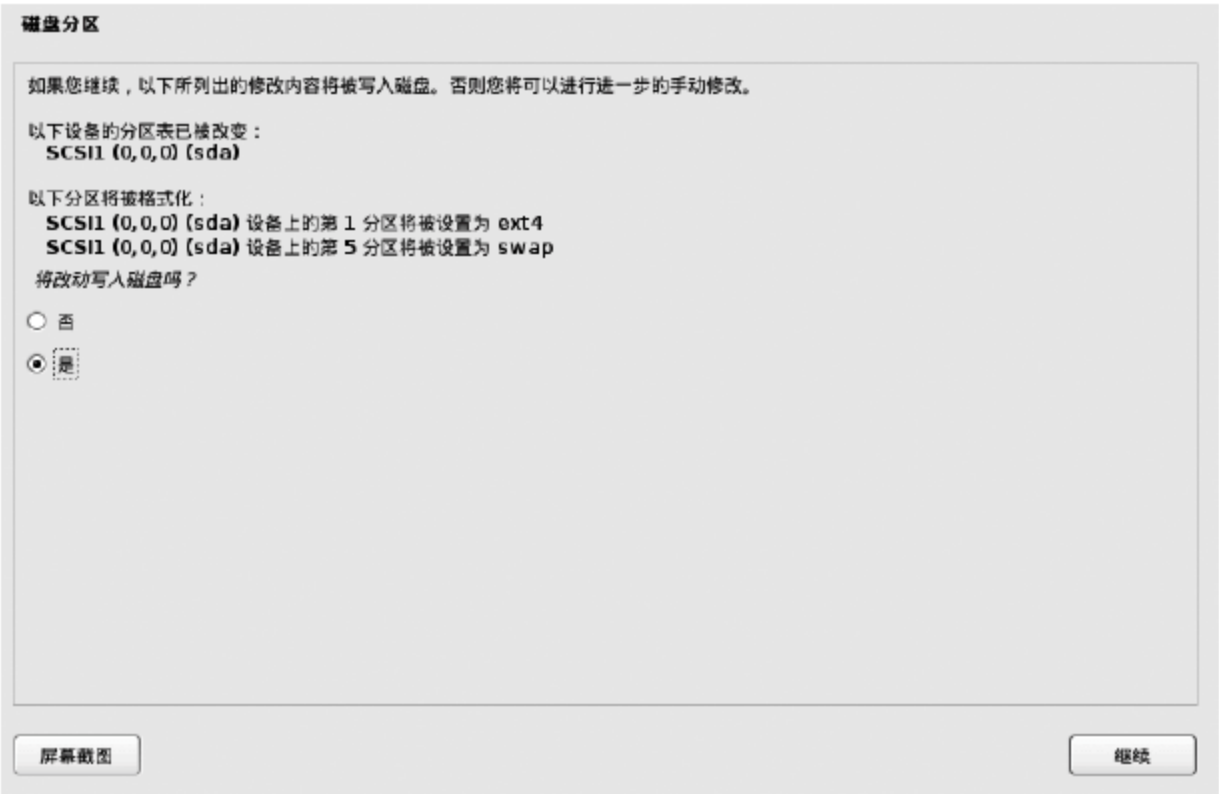 磁盘分区
如果您继续，以下所列出的修改内容将被写入磁盘。否则您将可以进行进一步的手动修改。
以下设备的分区表已被改变：
SCSI1 (0,0,0) (sda)
以下分区将被格式化：
SCSI1 (0,0,0) (sda) 设备上的第 1 分区将被设置为 ext4
SCSI1 (0,0,0) (sda) 设备上的第 5 分区将被设置为 swap
将改动写入磁盘吗？
否
是
屏幕截图
继续